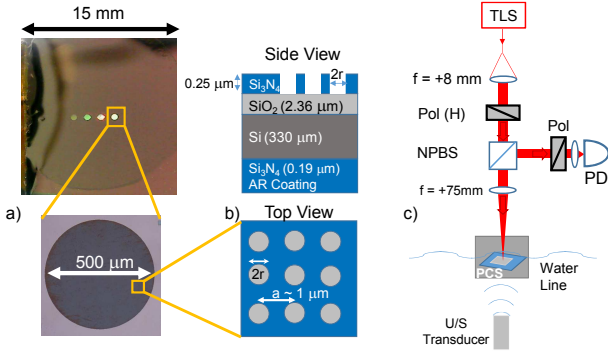 15 mm
a)
500 μm
Side View
0.25 μm
Si3N4
2r
SiO2 (2.36 μm)
Si (330 μm)
Si3N4 (0.19 μm)
AR Coating
b)
Top View
2r
a ~ 1 μm
TLS
f = +8 mm
Pol (H)
Pol
NPBS
PD
f = +75mm
c)
PCS
Water
Line
U/S
Transducer